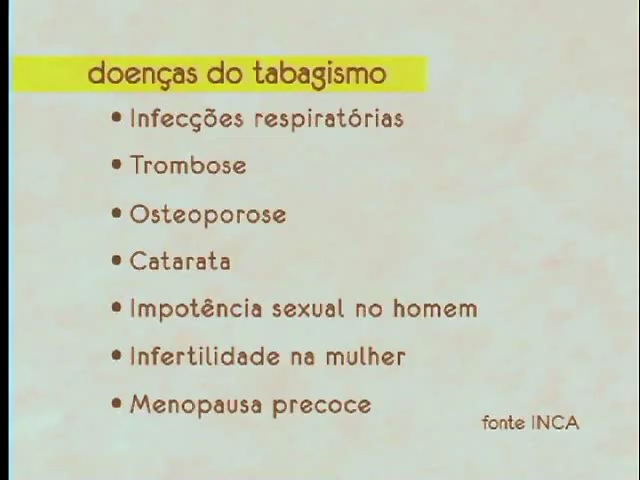 doenças do tabagismo
• Infecções respiratórias
• Trombose
• Osteoporose
• Catarata
• Impotência sexual no homem
• Infertilidade na mulher
• Menopausa precoce
fonte INCA